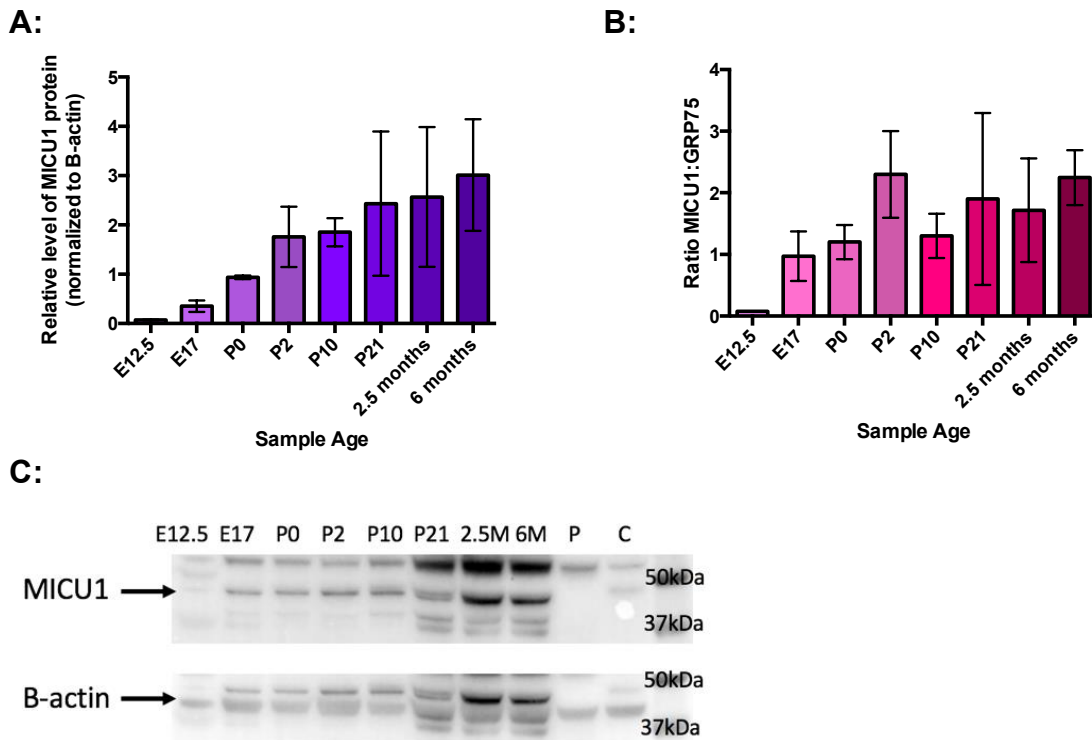 A:
Relative level of MICU1 protein
(normalized to B-actin)
5
4
3
2
1
0
E12.5
E17
P0
P2
P10
P21
2.5 months
6 months
Sample Age
B:
Ratio MICU1:GRP75
4
3
2
1
0
E12.5
E17
P0
P2
P10
P21
2.5 months
6 months
Sample Age
C:
E12.5 E17 P0 P2 P10 P21 2.5M 6M P C
MICU1
50kDa
37kDa
B-actin
50kDa
37kDa